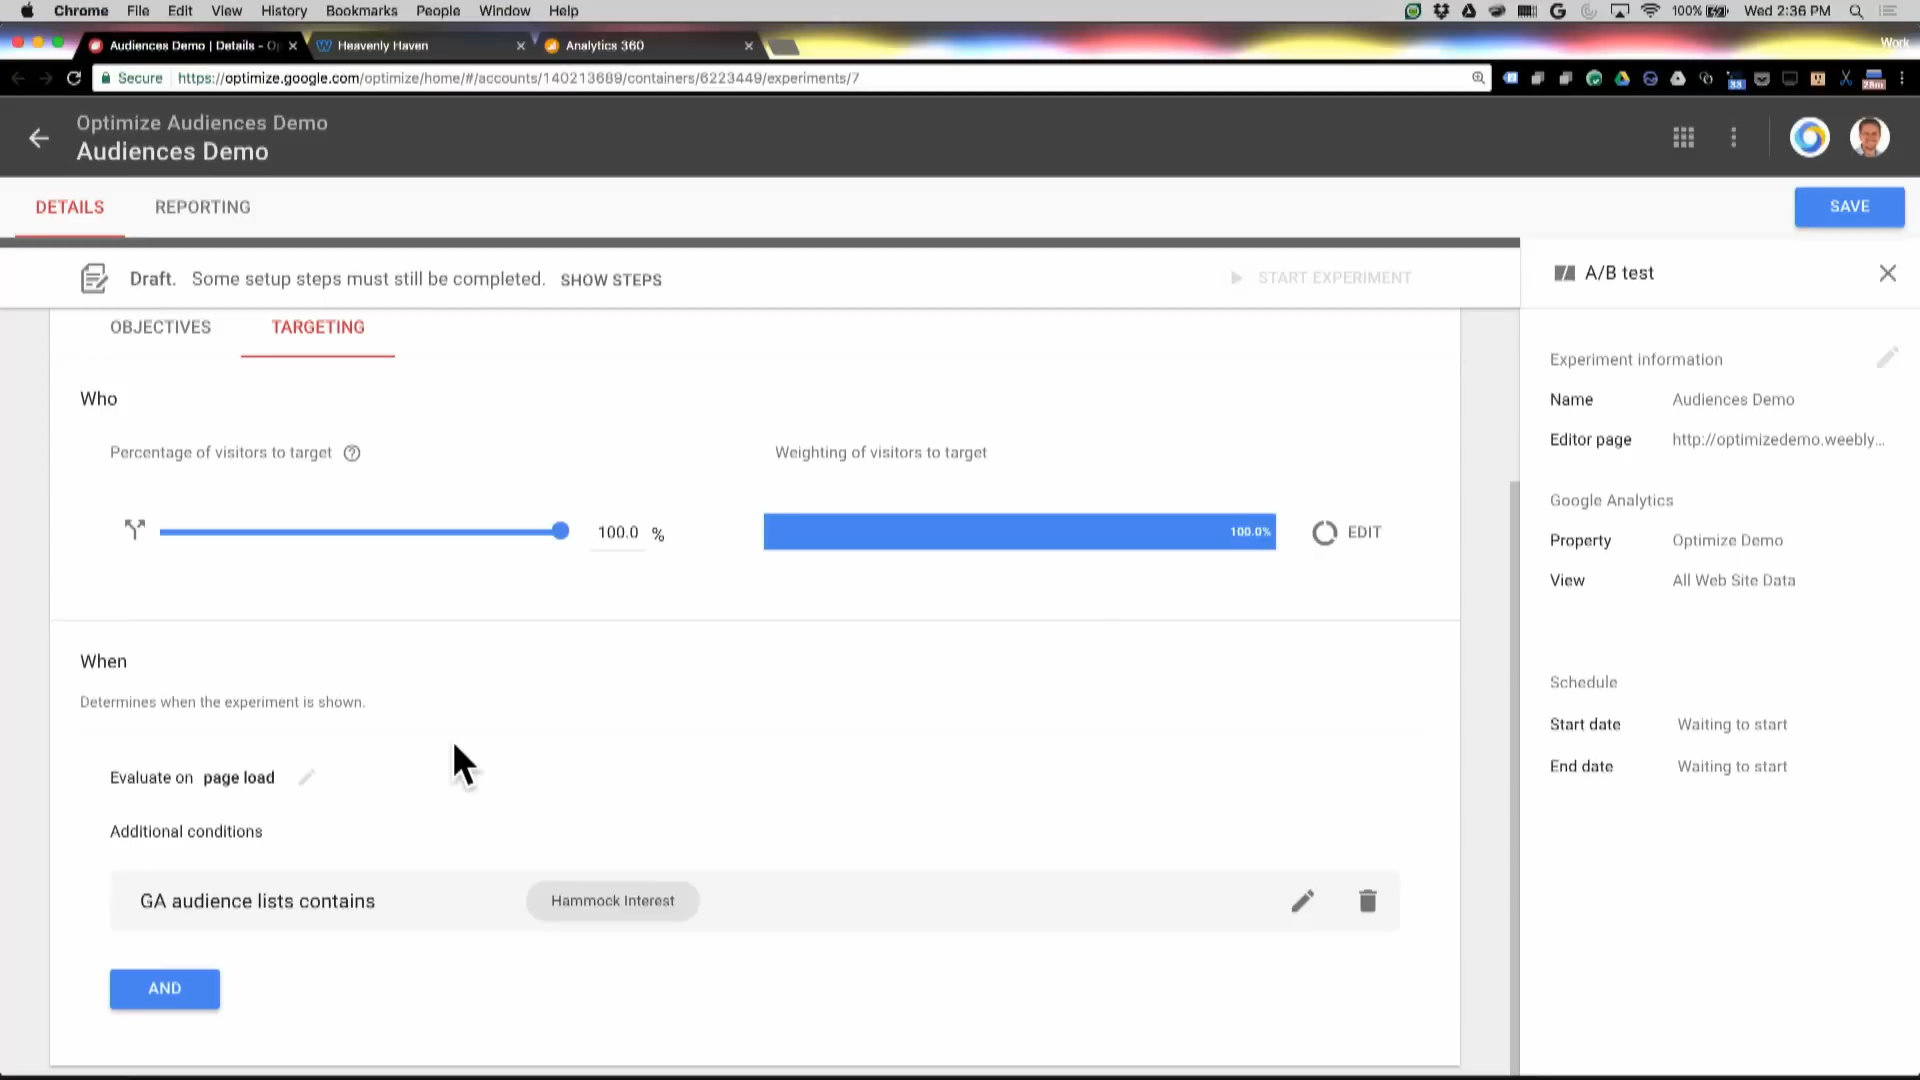 Chrome File Edit View History Bookmarks People Window Help
100% Wed 2:36 PM
Audiences Demo | Details - Op
Heavenly Haven
Analytics 360
Work
Secure https://optimize.google.com/optimize/home/#/accounts/140213689/containers/6223449/experiments/7
33
28m
Optimize Audiences Demo
Audiences Demo
DETAILS
REPORTING
SAVE
Draft. Some setup steps must still be completed. SHOW STEPS
START EXPERIMENT
OBJECTIVES
TARGETING
Who
Percentage of visitors to target
Weighting of visitors to target
100.0 %
100.0%
EDIT
When
Determines when the experiment is shown.
Evaluate on page load
Additional conditions
GA audience lists contains
Hammock Interest
AND
A/B test
Experiment information
Name Audiences Demo
Editor page http://optimizedemo.weebly...
Google Analytics
Property Optimize Demo
View All Web Site Data
Schedule
Start date Waiting to start
End date Waiting to start